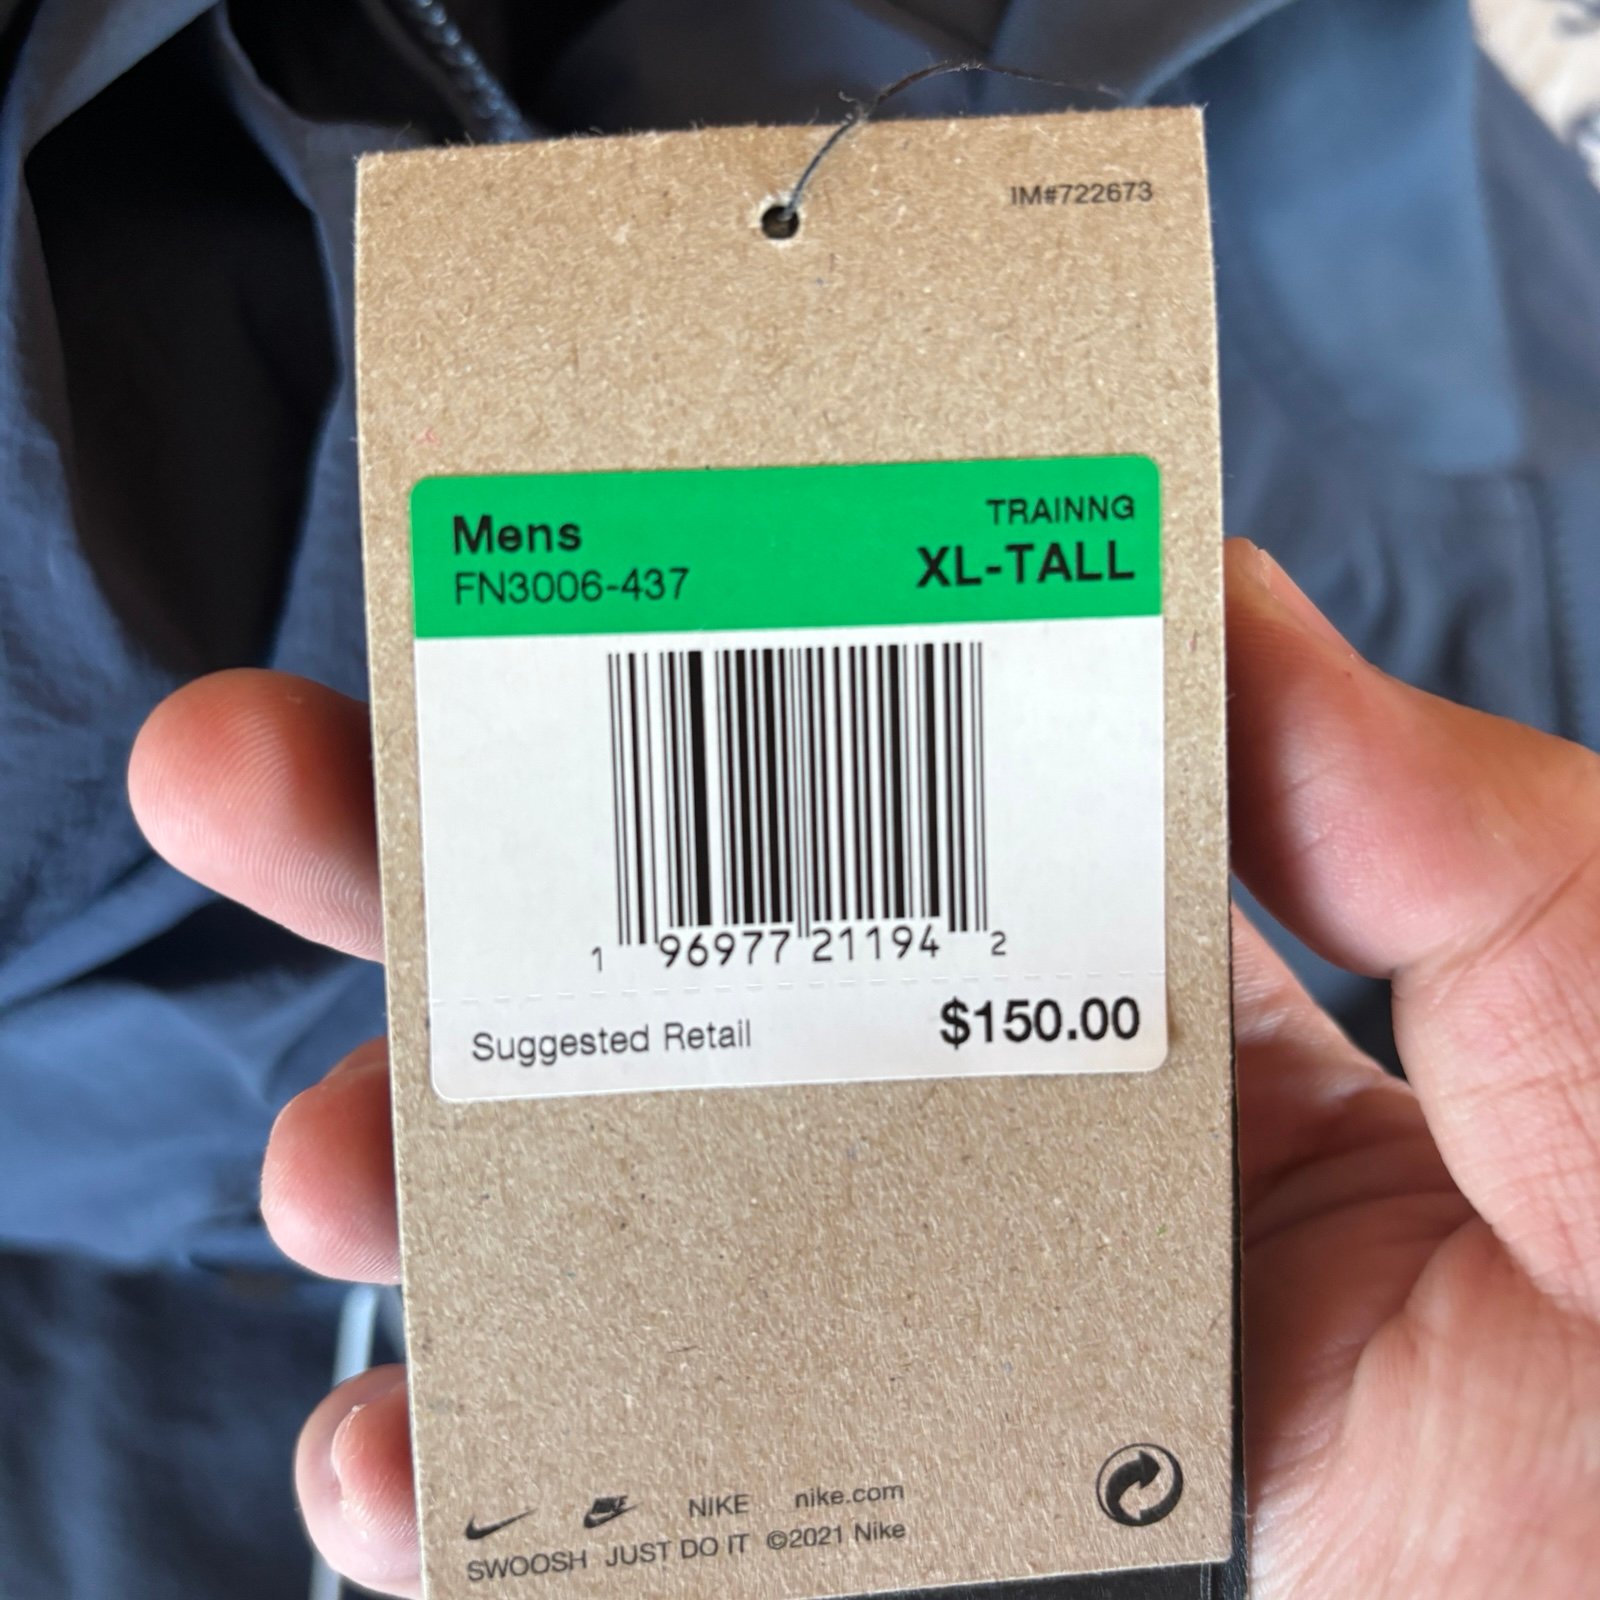 IM#722673
Mens
TRAINNG
FN3006-437
XL-TALL
1 96977 21194 2
Suggested Retail $150.00
NIKE NIKE nike.com
SWOOSH JUST DO IT ©2021 Nike